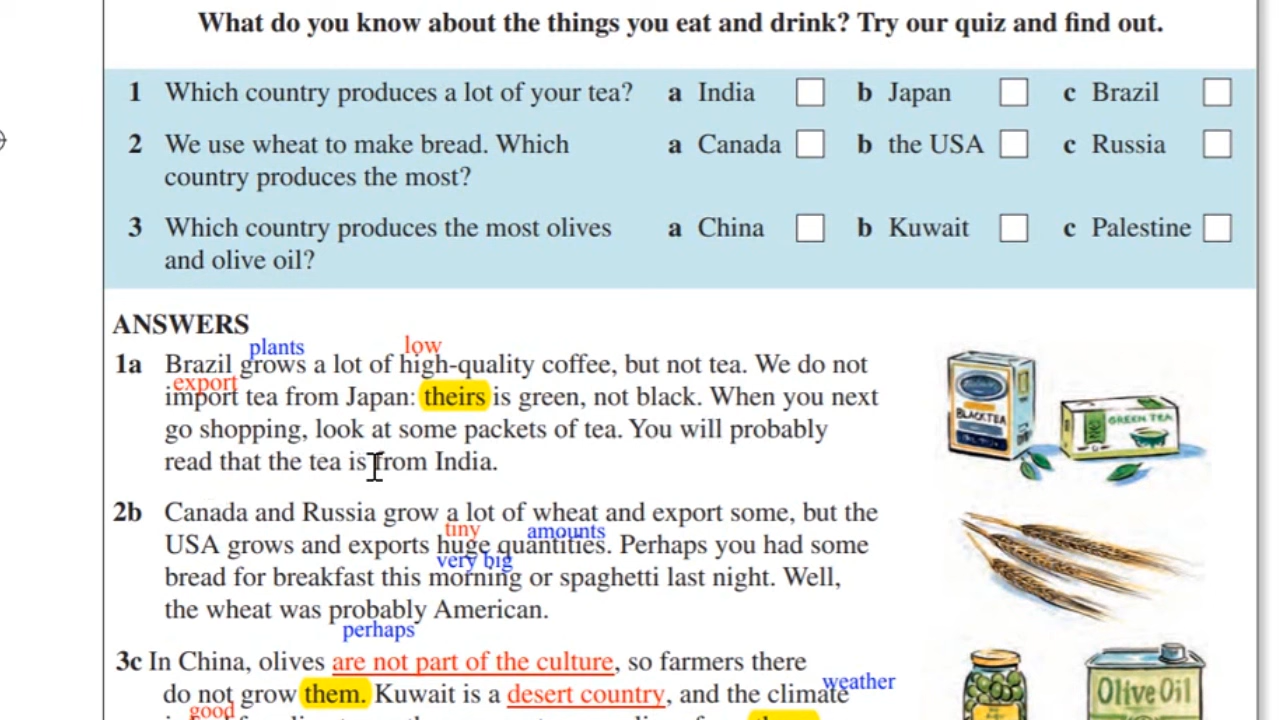 What do you know about the things you eat and drink? Try our quiz and find out.
1 Which country produces a lot of your tea? a India b Japan c Brazil
2 We use wheat to make bread. Which a Canada b the USA c Russia
country produces the most?
3 Which country produces the most olives a China b Kuwait c Palestine
and olive oil?
ANSWERS
plants low
1a Brazil grows a lot of high-quality coffee, but not tea. We do not
export
import tea from Japan: theirs is green, not black. When you next
go shopping, look at some packets of tea. You will probably
read that the tea is from India.
BLACK TEA
GREEN TEA
2b Canada and Russia grow a lot of wheat and export some, but the
tiny amounts
USA grows and exports huge quantities. Perhaps you had some
very big
bread for breakfast this morning or spaghetti last night. Well,
the wheat was probably American.
perhaps
3c In China, olives are not part of the culture, so farmers there
weather
do not grow them. Kuwait is a desert country, and the climate
good
Olive Oil